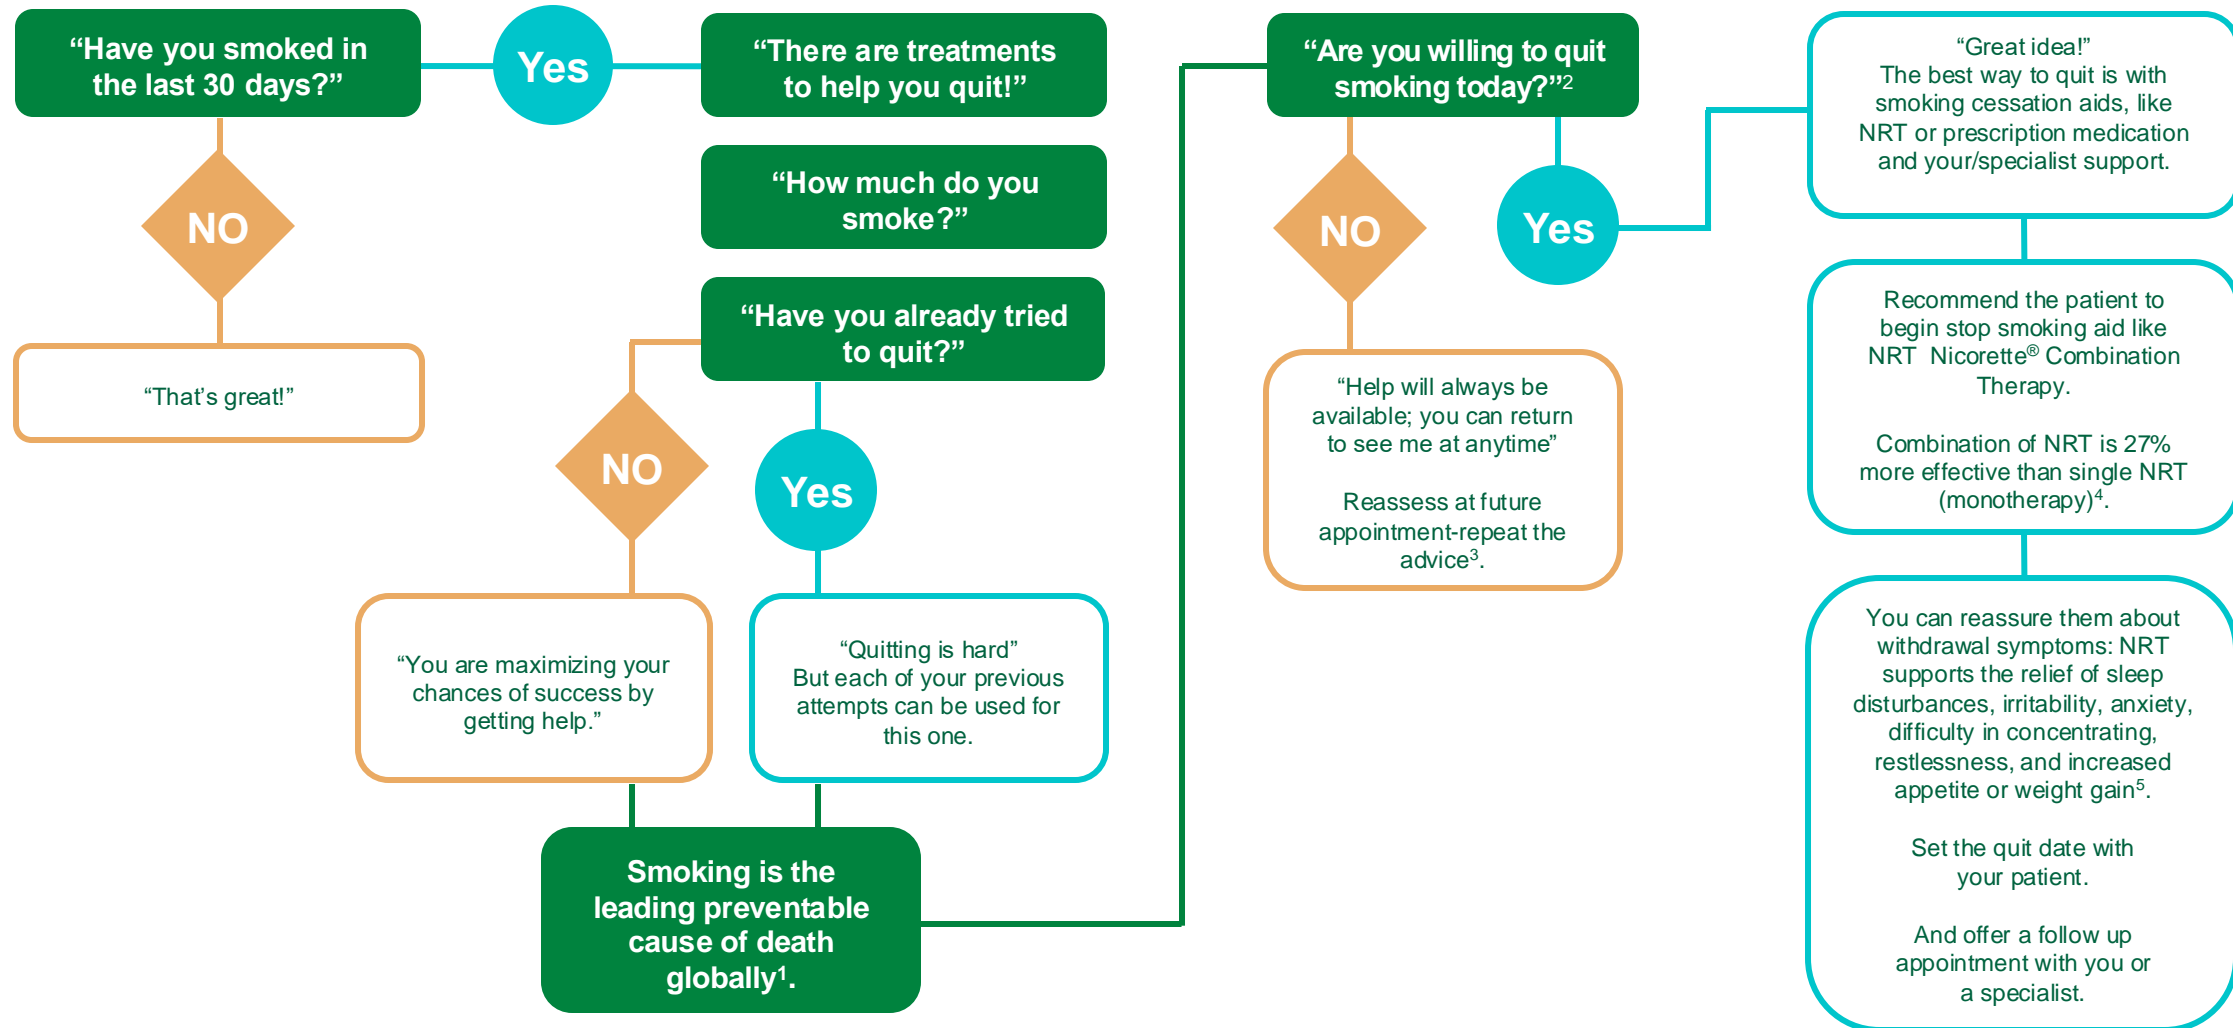 “Have you smoked in
the last 30 days?”
Yes
“There are treatments
to help you quit!”
“How much do you
smoke?”
“Have you already tried
to quit?”
NO
“That’s great!”
NO
Yes
“You are maximizing your
chances of success by
getting help.”
“Quitting is hard”
But each of your previous
attempts can be used for
this one.
Smoking is the
leading preventable
cause of death
globally¹.
“Are you willing to quit
smoking today?”²
NO
Yes
“Help will always be
available; you can return
to see me at anytime”
Reassess at future
appointment-repeat the
advice³.
“Great idea!”
The best way to quit is with
smoking cessation aids, like
NRT or prescription medication
and your/specialist support.
Recommend the patient to
begin stop smoking aid like
NRT Nicorette® Combination
Therapy.
Combination of NRT is 27%
more effective than single NRT
(monotherapy)⁴.
You can reassure them about
withdrawal symptoms: NRT
supports the relief of sleep
disturbances, irritability, anxiety,
difficulty in concentrating,
restlessness, and increased
appetite or weight gain⁵.
Set the quit date with
your patient.
And offer a follow up
appointment with you or
a specialist.